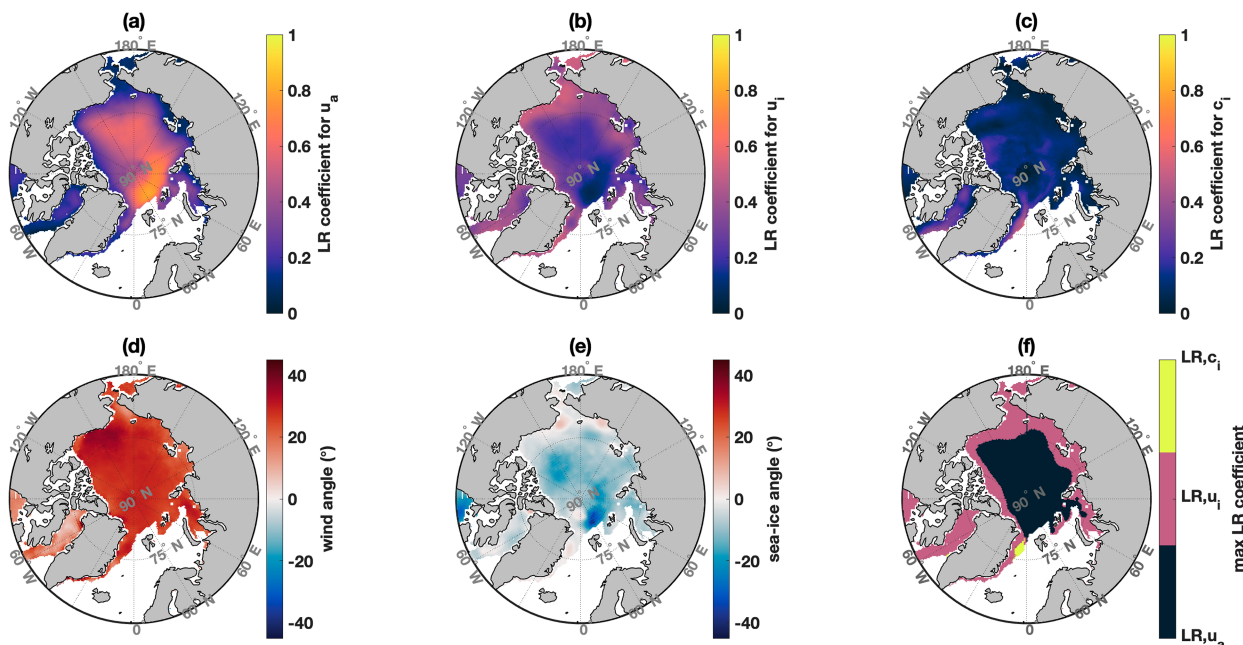 (a)
180° E
120° W
120° E
60° W
60° E
90° N
75° N
60° N
0
1
0.8
0.6
0.4
0.2
0
LR coefficient for u_a
(b)
180° E
120° W
120° E
60° W
60° E
90° N
75° N
60° N
0
1
0.8
0.6
0.4
0.2
0
LR coefficient for u_i
(c)
180° E
120° W
120° E
60° W
60° E
90° N
75° N
60° N
0
1
0.8
0.6
0.4
0.2
0
LR coefficient for c_i
(d)
180° E
120° W
120° E
60° W
60° E
90° N
75° N
60° N
0
40
20
0
-20
-40
wind angle (°)
(e)
180° E
120° W
120° E
60° W
60° E
90° N
75° N
60° N
0
40
20
0
-20
-40
sea-ice angle (°)
(f)
180° E
120° W
120° E
60° W
60° E
90° N
75° N
60° N
0
LR,c_i
LR,u_i
LR,u_a
max LR coefficient